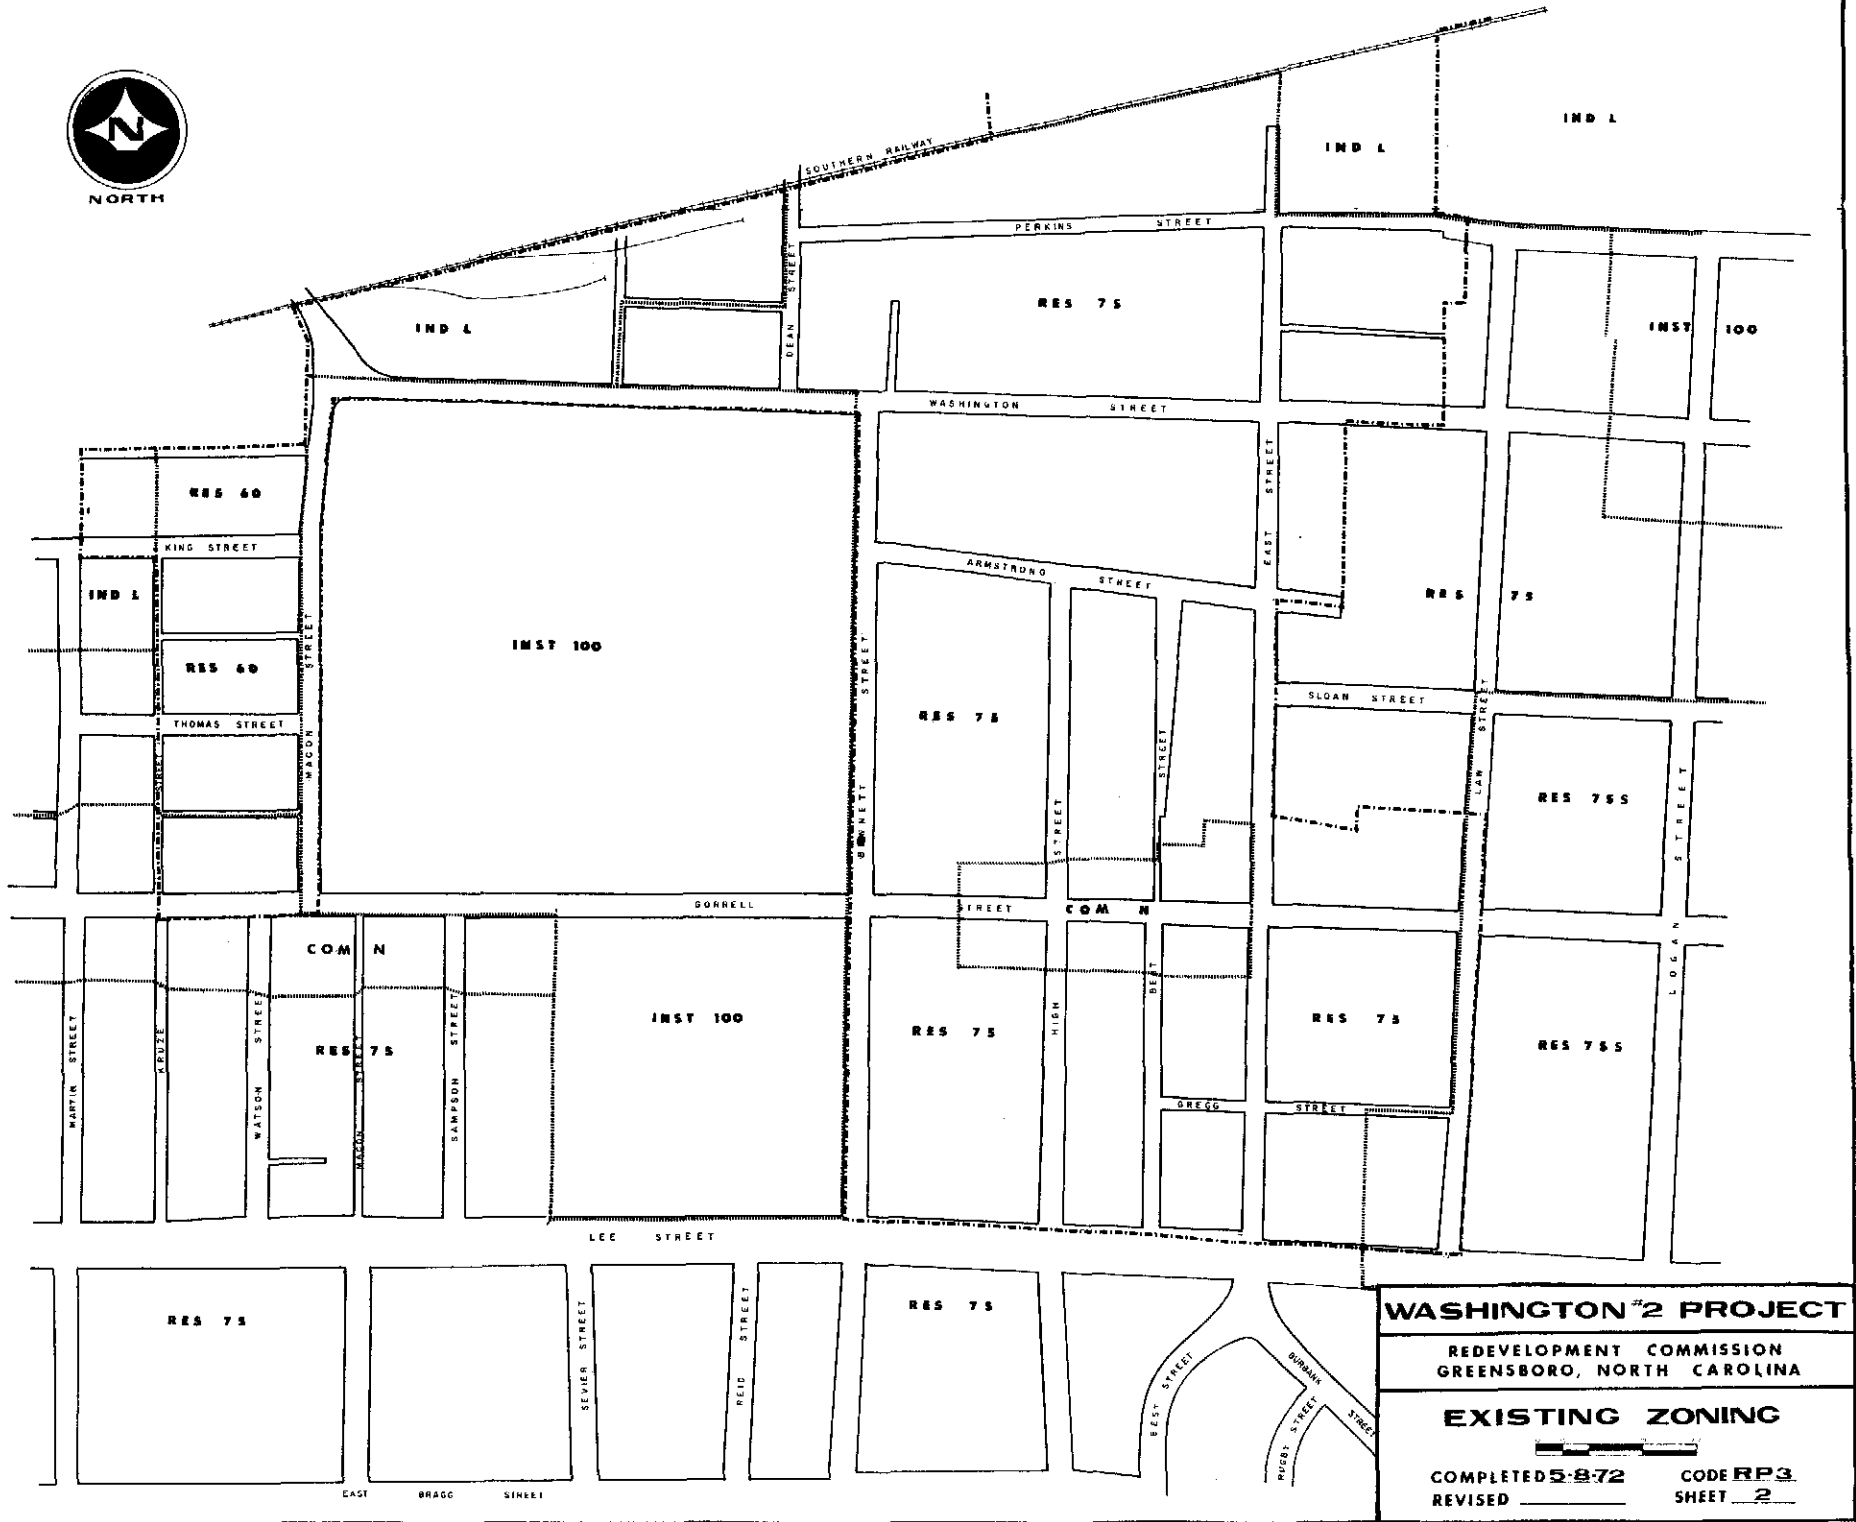 N
NORTH
SOUTHERN RAILWAY
IND L
IND L
PERKINS STREET
DEAN STREET
RES 75
IND L
INST 100
WASHINGTON STREET
EAST STREET
RES 60
KING STREET
IND L
ARMSTRONG STREET
RES 75
INST 100
MACON STREET
RES 60
THOMAS STREET
STREET
BENNETT STREET
RES 75
STREET
STREET
SLOAN STREET
LAW STREET
RES 75S
LOGAN STREET
GORRELL STREET
COM N
COM N
INST 100
RES 75
MARTIN STREET
KRUZE
WATSON STREET
MACON STREET
SAMPSON STREET
RES 75
HIGH
BET
RES 75
RES 75S
GREGG STREET
LEE STREET
RES 75
SEVIER STREET
REID STREET
RES 75
BEST STREET
BURBANK STREET
RUGBY STREET
EAST BRAGG STREET
WASHINGTON #2 PROJECT
REDEVELOPMENT COMMISSION
GREENSBORO, NORTH CAROLINA
EXISTING ZONING
COMPLETED 5-8-72 CODE RP3
REVISED SHEET 2